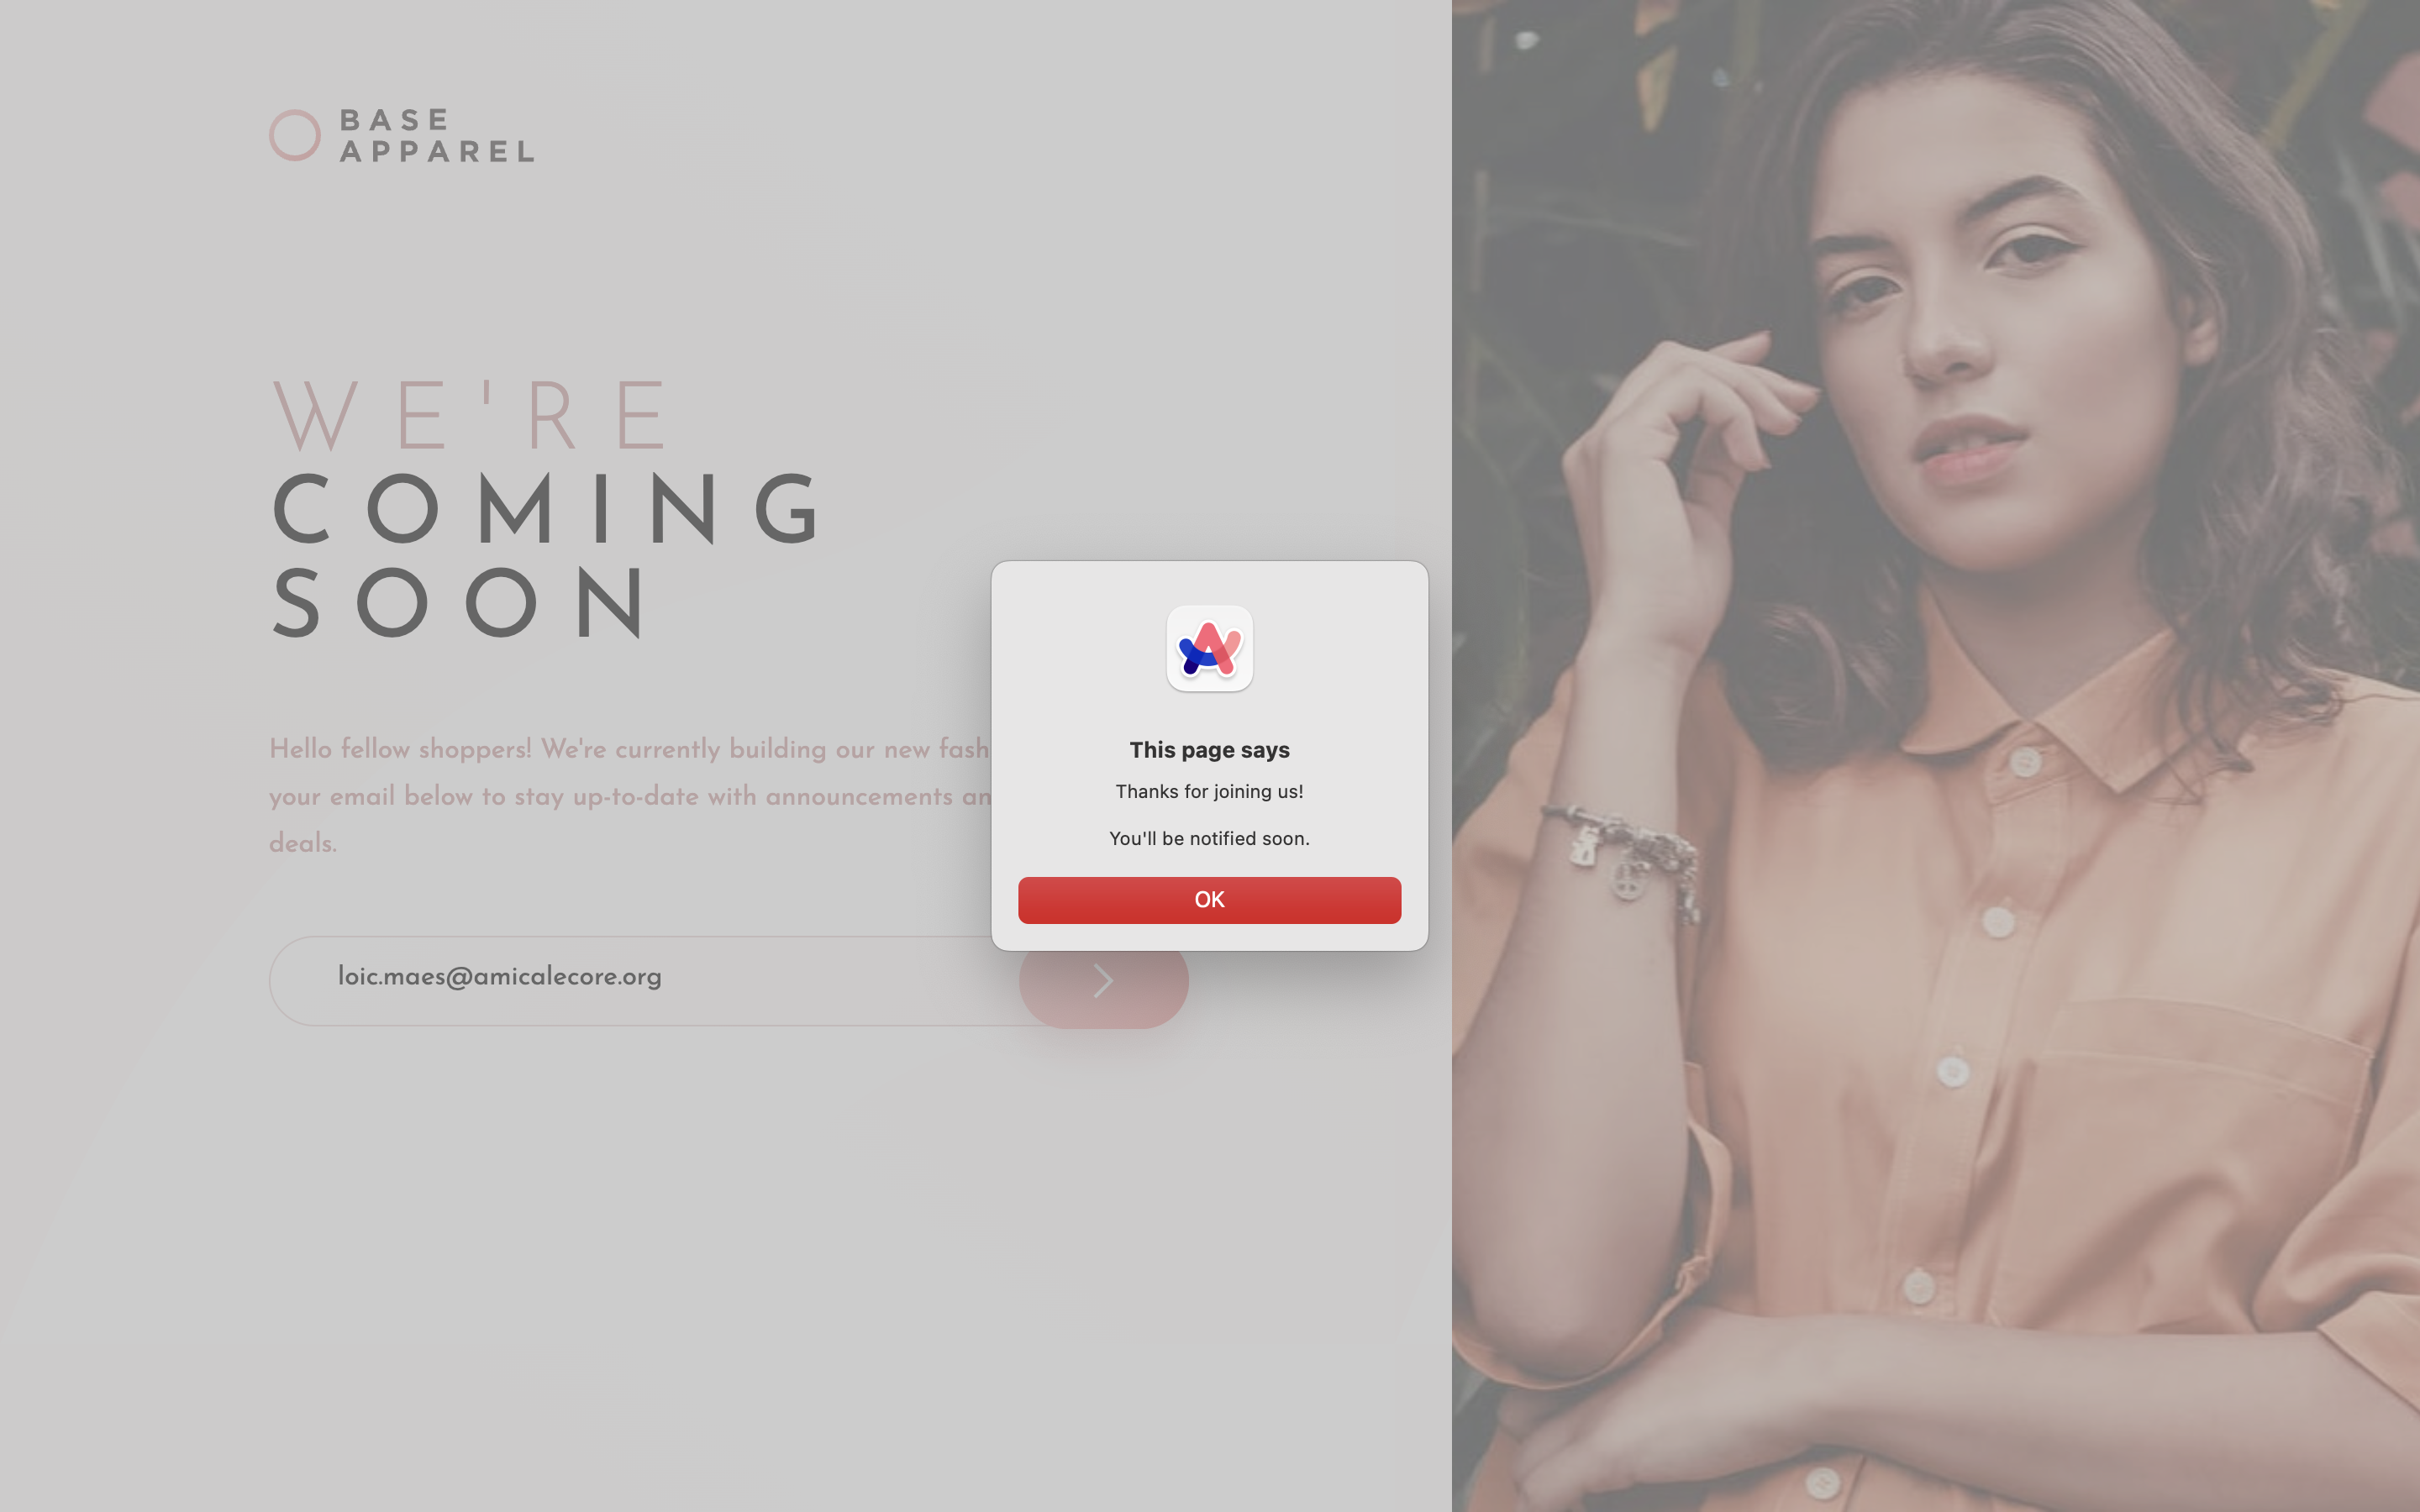 BASE
APPAREL
WE'RE
COMING
SOON
Hello fellow shoppers! We're currently building our new fash
your email below to stay up-to-date with announcements an
deals.
This page says
Thanks for joining us!
You'll be notified soon.
OK
loic.maes@amicalecore.org